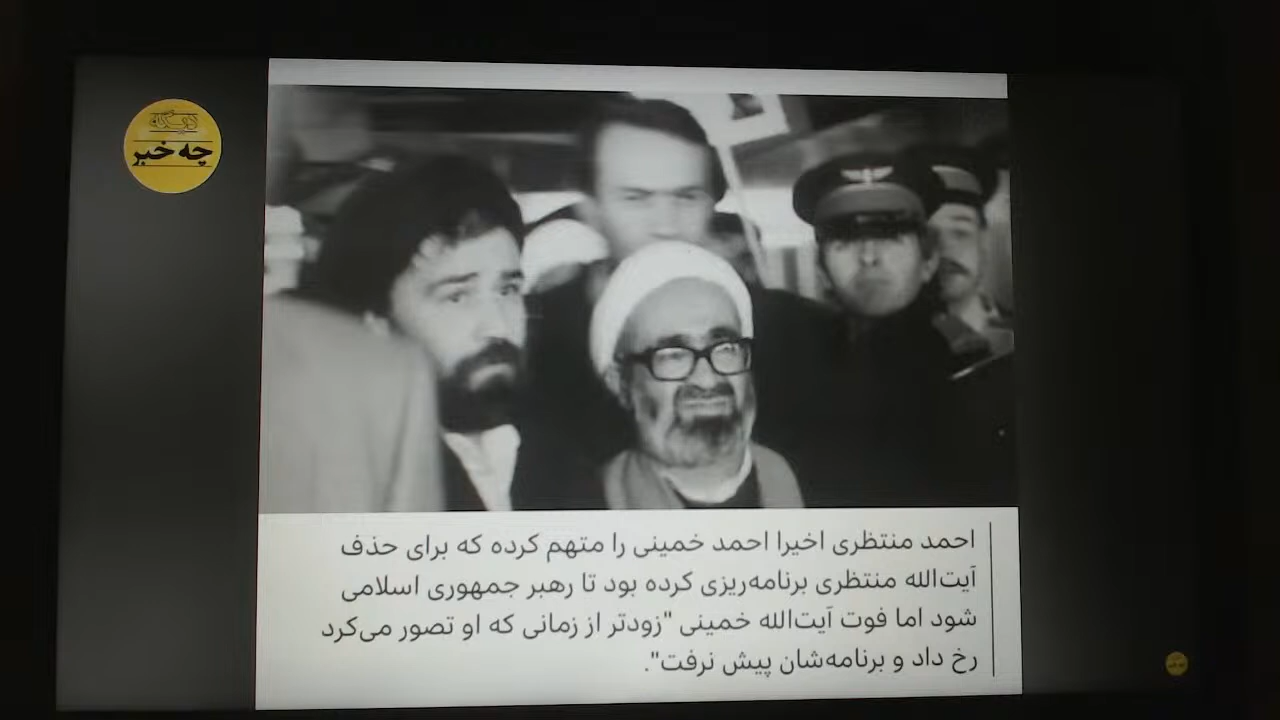 چه خبر
احمد منتظری اخیرا احمد خمینی را متهم کرده که برای حذف
آیت‌الله منتظری برنامه‌ریزی کرده بود تا رهبر جمهوری اسلامی
شود اما فوت آیت‌الله خمینی "زودتر از زمانی که او تصور می‌کرد
رخ داد و برنامه‌شان پیش نرفت".